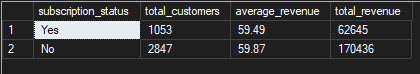 subscription_status total_customers average_revenue total_revenue
1 Yes 1053 59.49 62645
2 No 2847 59.87 170436